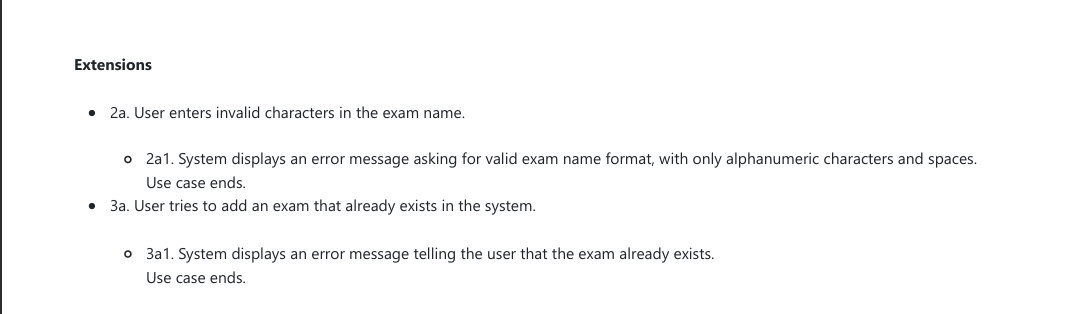 Extensions
• 2a. User enters invalid characters in the exam name.
◦ 2a1. System displays an error message asking for valid exam name format, with only alphanumeric characters and spaces.
Use case ends.
• 3a. User tries to add an exam that already exists in the system.
◦ 3a1. System displays an error message telling the user that the exam already exists.
Use case ends.